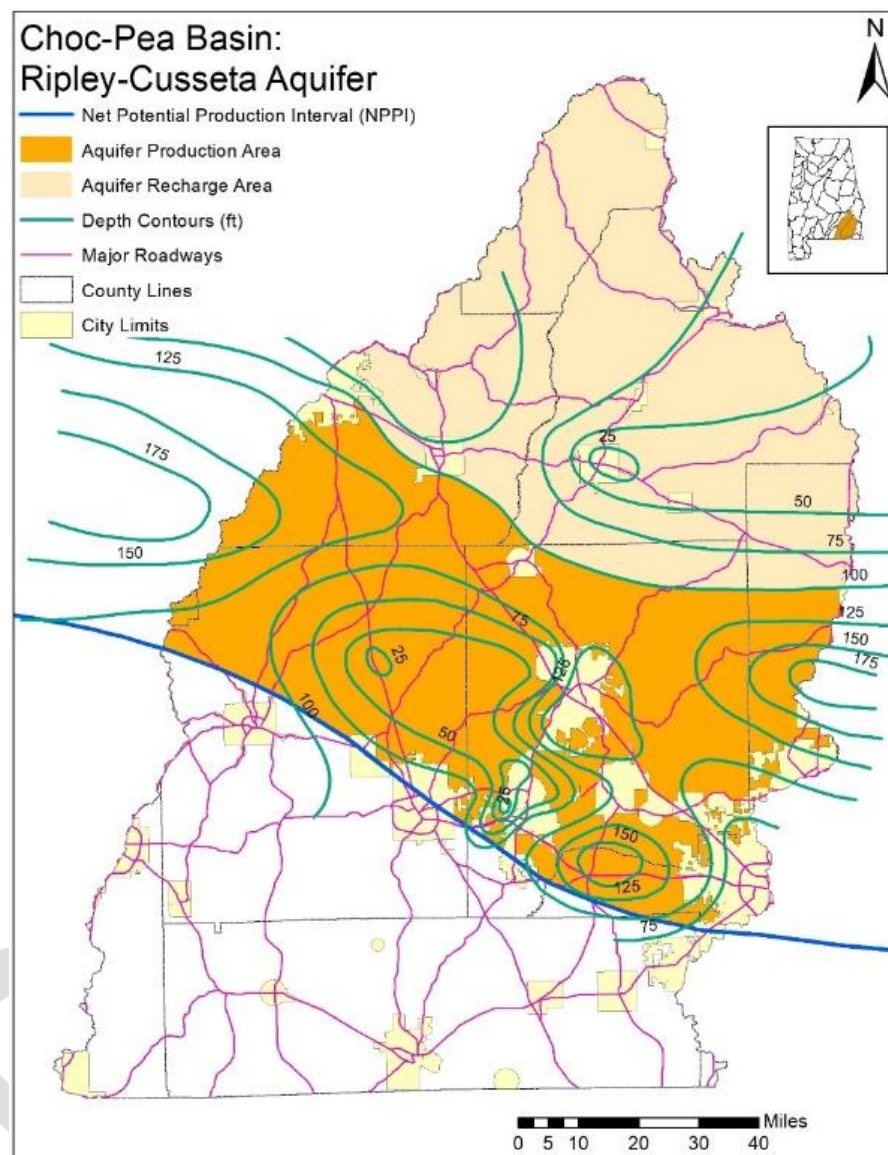 Choc-Pea Basin:
Ripley-Cusseta Aquifer
Net Potential Production Interval (NPPI)
Aquifer Production Area
Aquifer Recharge Area
Depth Contours (ft)
Major Roadways
County Lines
City Limits
N
125
175
150
25
50
75
100
125
150
175
75
125
25
100
50
25
150
125
75
Miles
0 5 10 20 30 40